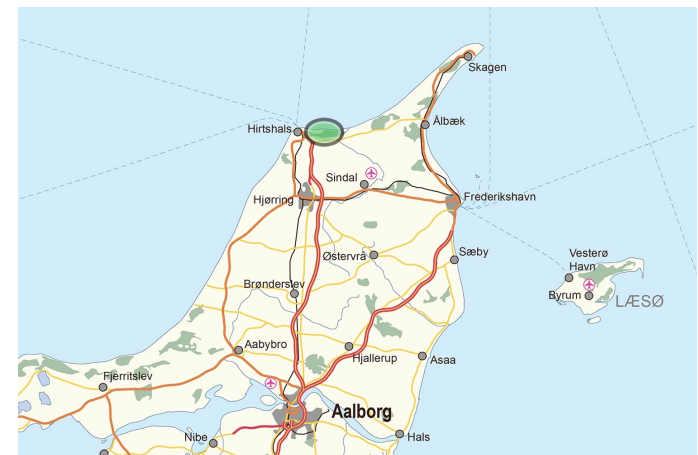 Skagen
Hirtshals
Ålbæk
Sindal
Hjørring
Frederikshavn
Østervrå
Sæby
Vesterø
Havn
Byrum
LÆSØ
Brønderslev
Aabybro
Hjallerup
Asaa
Fjerritslev
Aalborg
Nibe
Hals